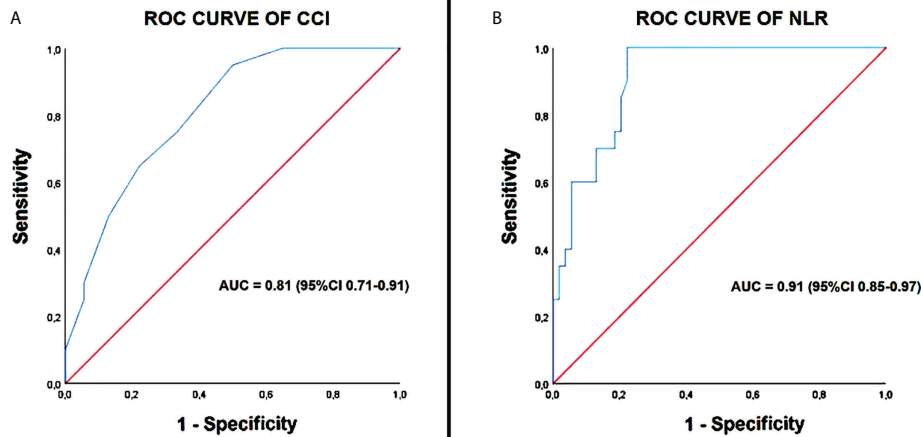 A
ROC CURVE OF CCI
1,0
0,8
0,6
0,4
0,2
0,0
Sensitivity
AUC = 0.81 (95%CI 0.71-0.91)
0,0 0,2 0,4 0,6 0,8 1,0
1 - Specificity
B
ROC CURVE OF NLR
1,0
0,8
0,6
0,4
0,2
0,0
Sensitivity
AUC = 0.91 (95%CI 0.85-0.97)
0,0 0,2 0,4 0,6 0,8 1,0
1 - Specificity